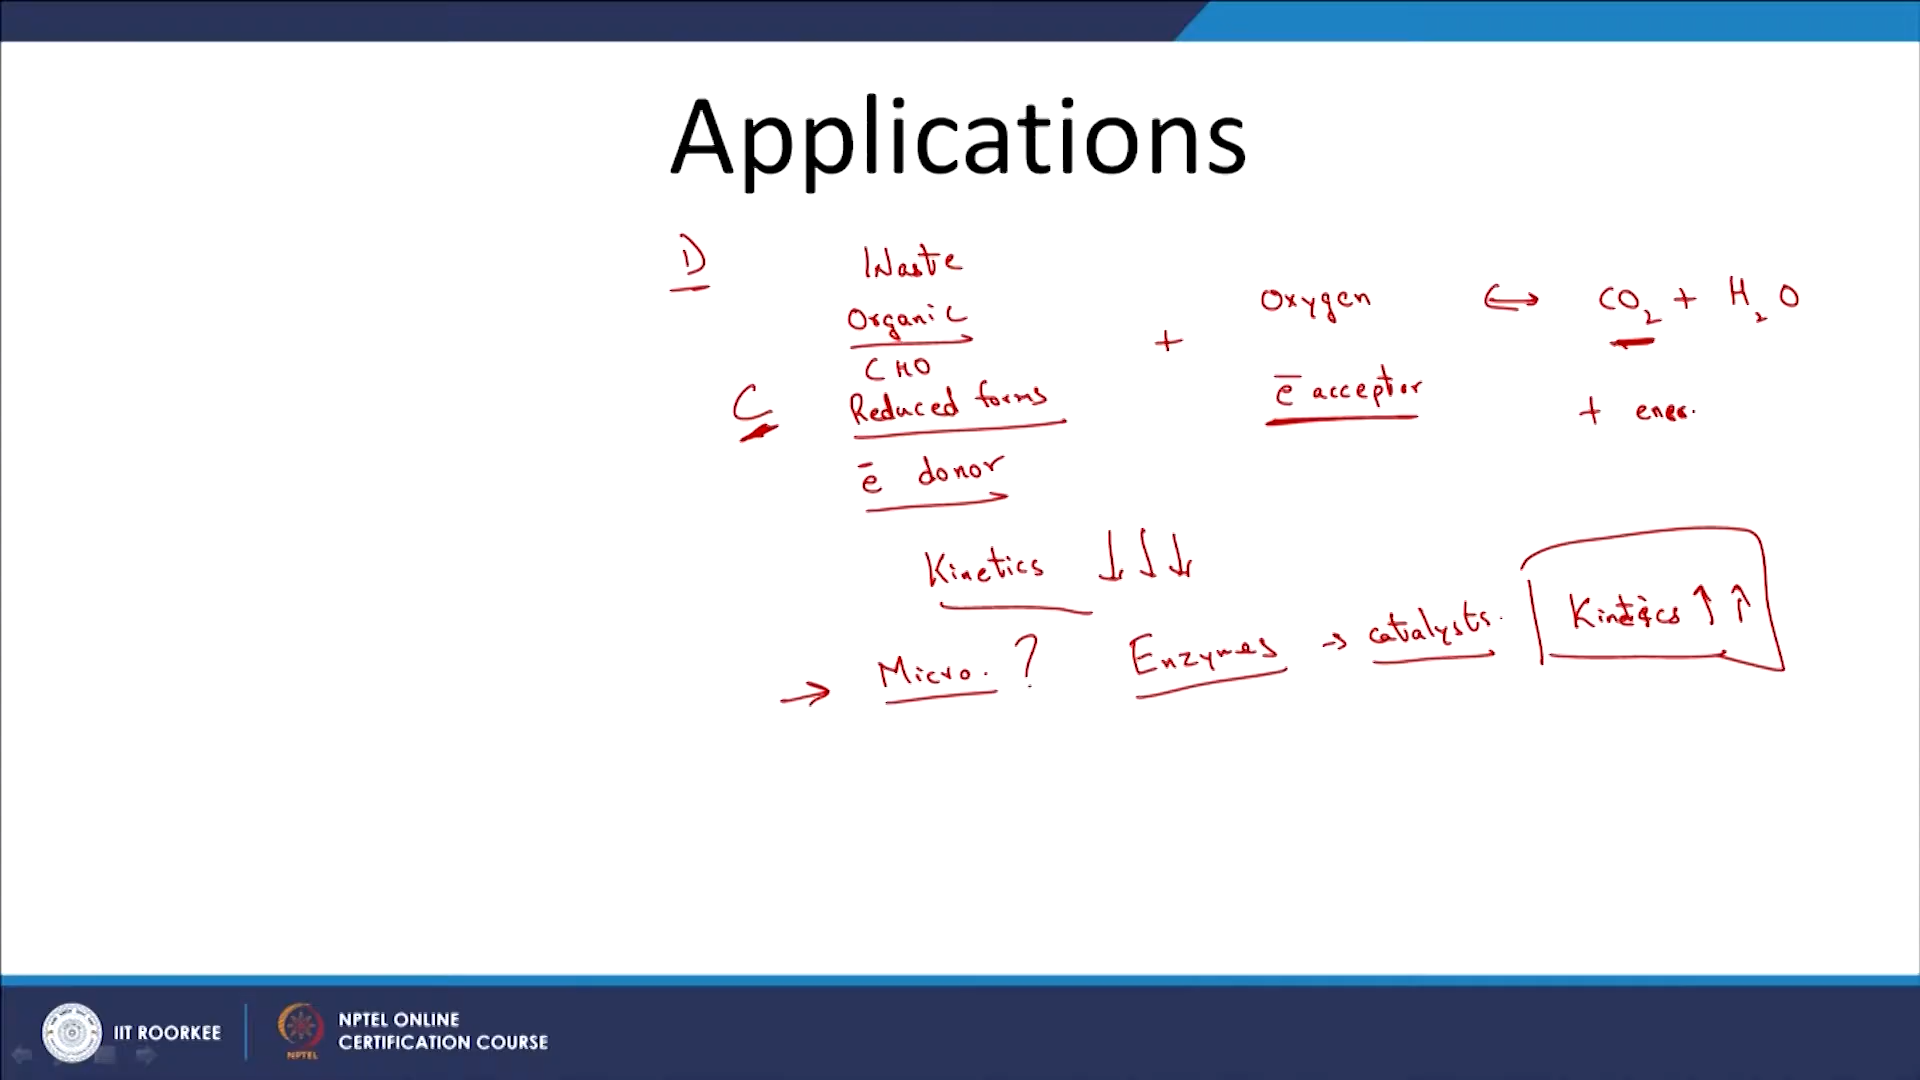 Applications
D Waste
Organic + Oxygen ↔ CO₂ + H₂O
CHO
C Reduced forms e̅ acceptor + ener.
e̅ donor
Kinetics ↓↓↓
→ Micro. ? Enzymes → catalysts. Kinetics ↑↑
IIT ROORKEE
NPTEL
NPTEL ONLINE
CERTIFICATION COURSE